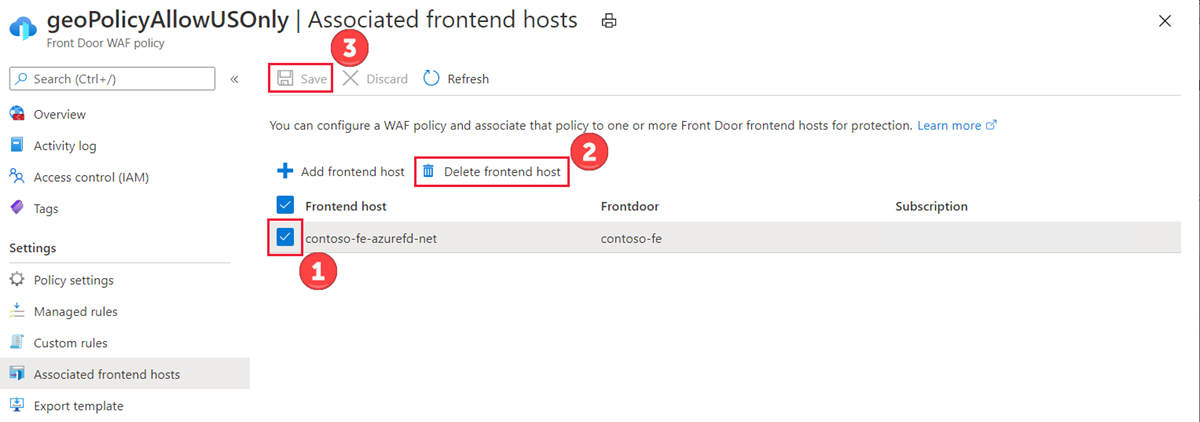 geoPolicyAllowUSOnly | Associated frontend hosts
Front Door WAF policy
3
Search (Ctrl+/)
«
Save
Discard
Refresh
Overview
Activity log
Access control (IAM)
Tags
Settings
Policy settings
Managed rules
Custom rules
Associated frontend hosts
Export template
You can configure a WAF policy and associate that policy to one or more Front Door frontend hosts for protection. Learn more
2
Add frontend host
Delete frontend host
Frontend host Frontdoor Subscription
contoso-fe-azurefd-net contoso-fe
1